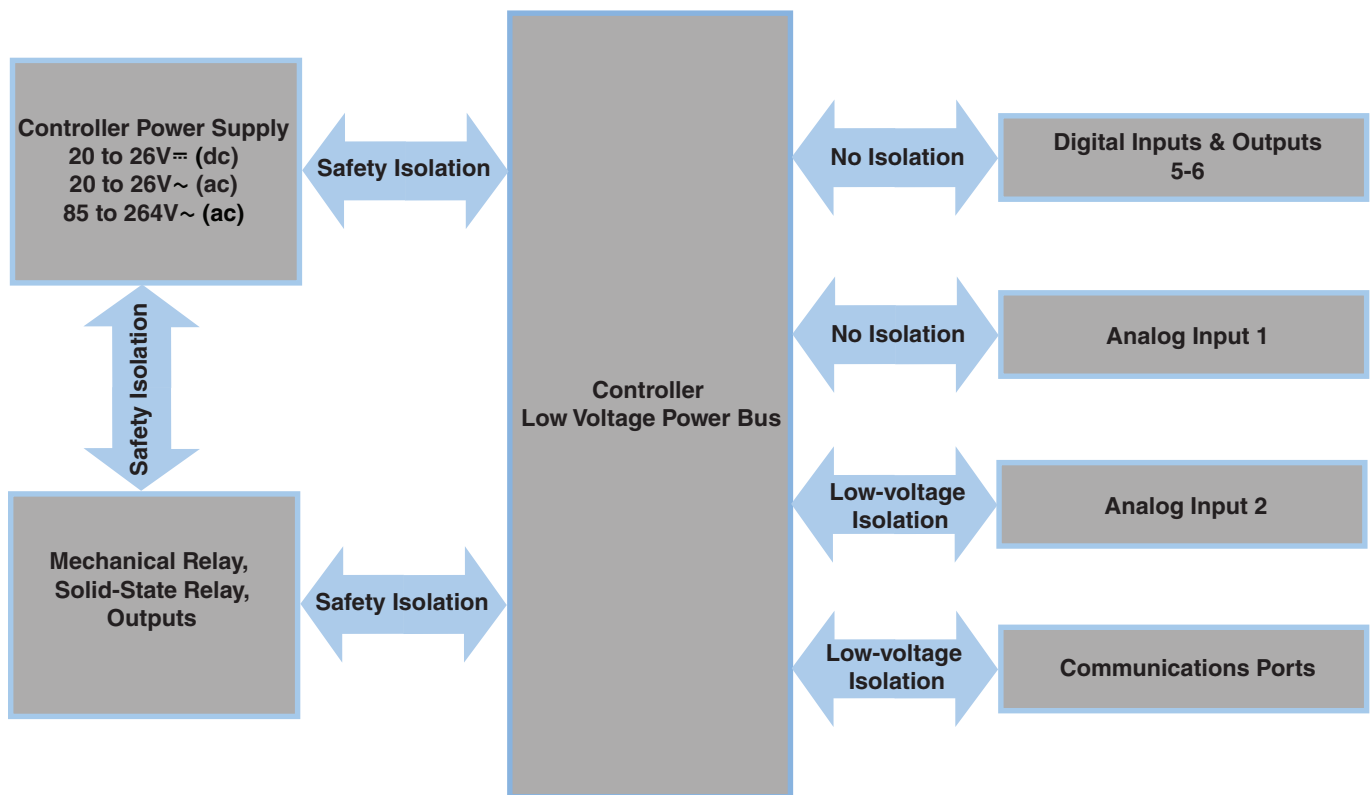 Controller Power Supply
20 to 26V⎓ (dc)
20 to 26V~ (ac)
85 to 264V~ (ac)
Safety Isolation
Safety Isolation
Mechanical Relay,
Solid-State Relay,
Outputs
Safety Isolation
Controller
Low Voltage Power Bus
No Isolation
Digital Inputs & Outputs
5-6
No Isolation
Analog Input 1
Low-voltage
Isolation
Analog Input 2
Low-voltage
Isolation
Communications Ports